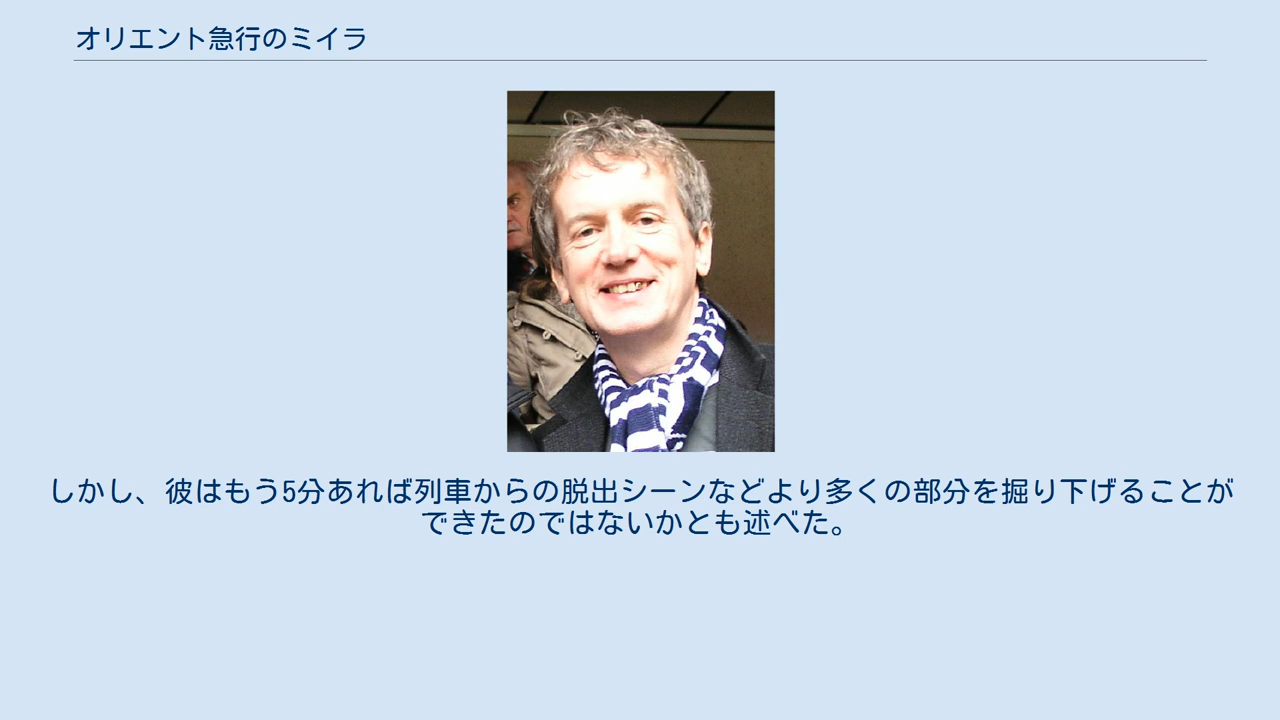 オリエント急行のミイラ
しかし、彼はもう5分あれば列車からの脱出シーンなどより多くの部分を掘り下げることが
できたのではないかとも述べた。